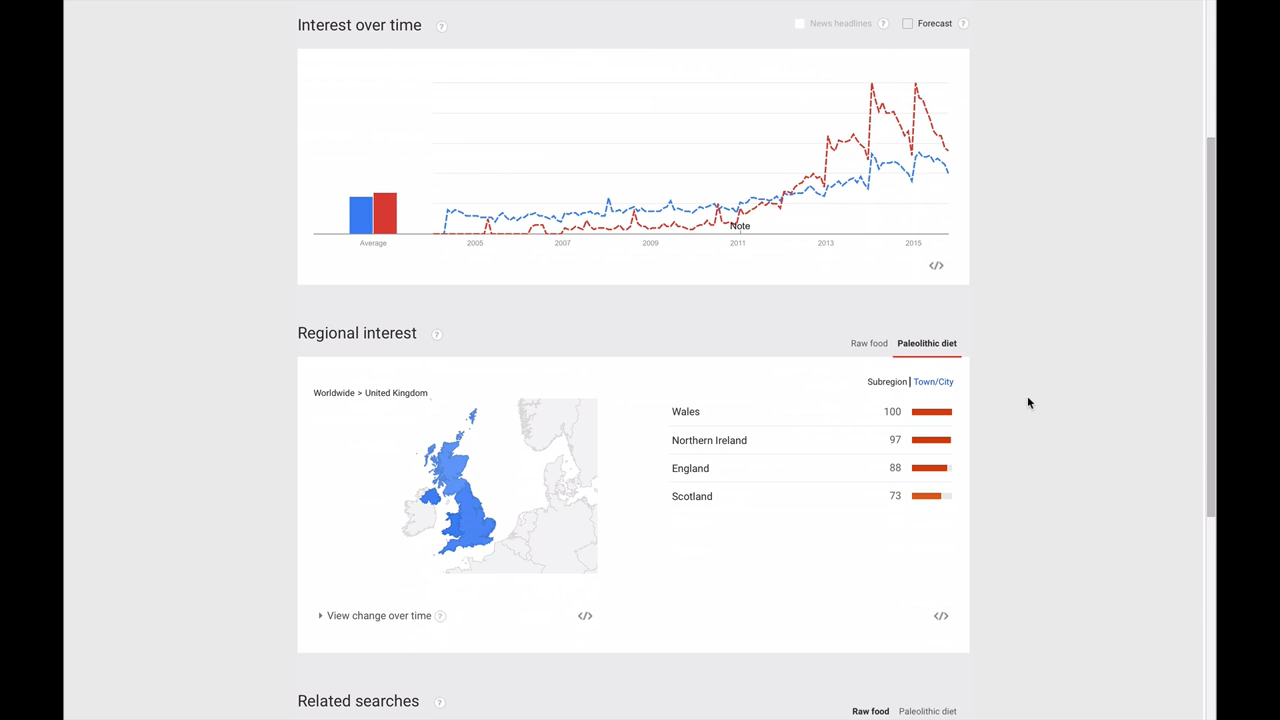 Interest over time ?
News headlines ? Forecast ?
Note
Average 2005 2007 2009 2011 2013 2015
</>
Regional interest ?
Raw food Paleolithic diet
Subregion | Town/City
Worldwide > United Kingdom
Wales 100
Northern Ireland 97
England 88
Scotland 73
View change over time ? </> </>
Related searches ?
Raw food Paleolithic diet